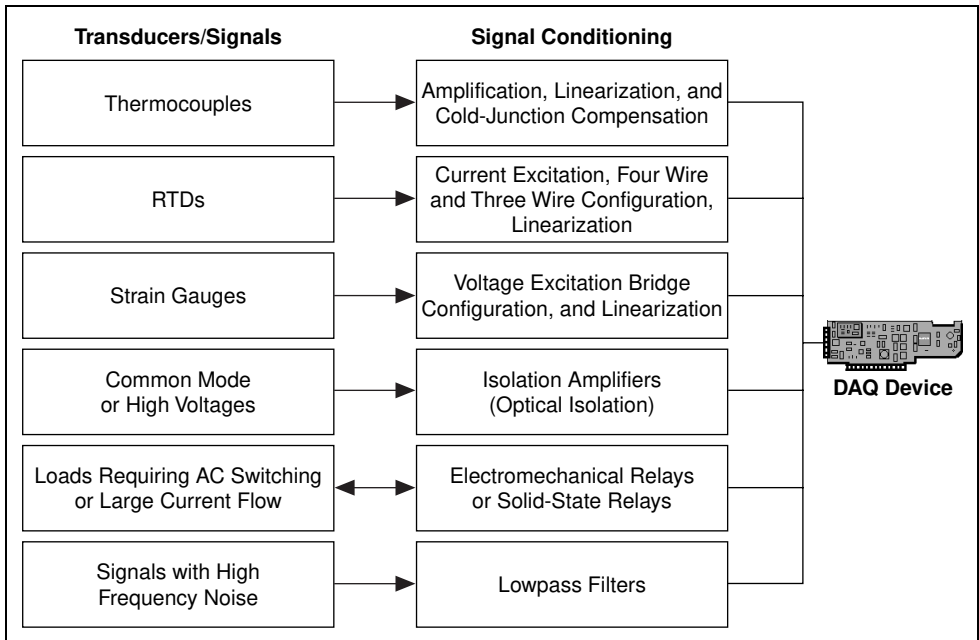 Transducers/Signals
Signal Conditioning
Thermocouples
Amplification, Linearization, and
Cold-Junction Compensation
RTDs
Current Excitation, Four Wire
and Three Wire Configuration,
Linearization
Strain Gauges
Voltage Excitation Bridge
Configuration, and Linearization
Common Mode
or High Voltages
Isolation Amplifiers
(Optical Isolation)
Loads Requiring AC Switching
or Large Current Flow
Electromechanical Relays
or Solid-State Relays
Signals with High
Frequency Noise
Lowpass Filters
DAQ Device